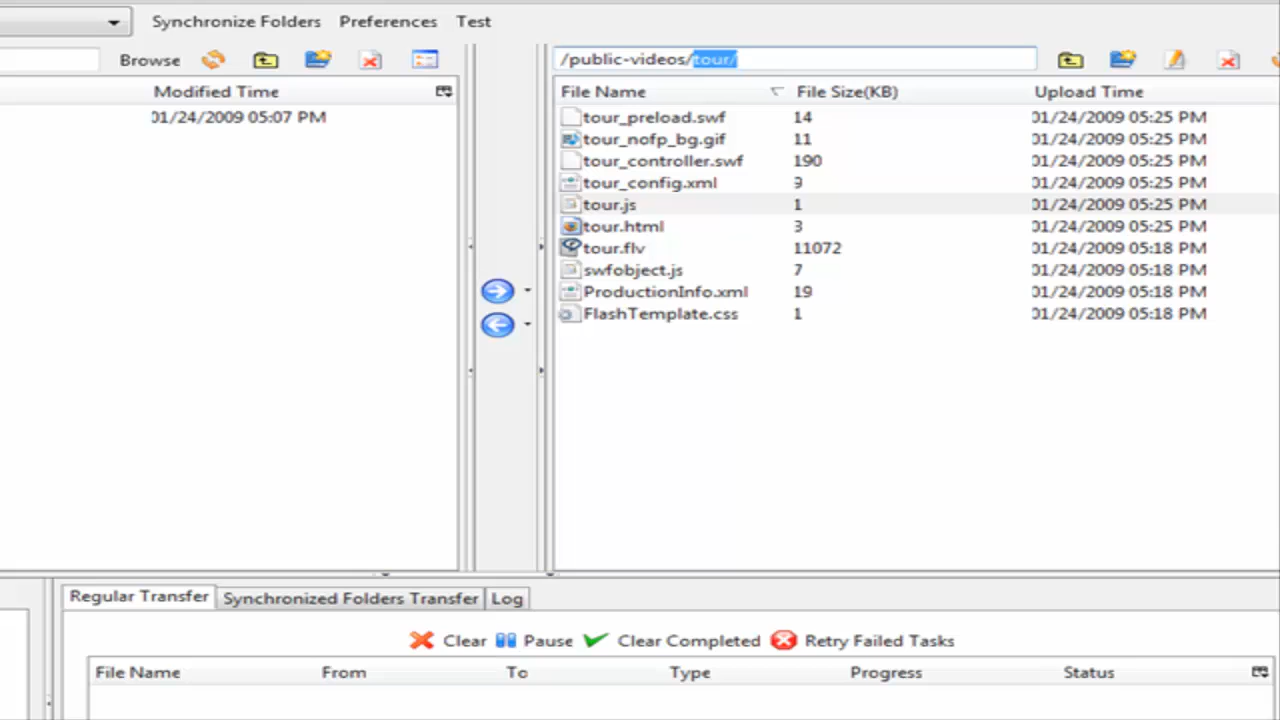 Synchronize Folders Preferences Test
Browse /public-videos/tour/
Modified Time File Name File Size(KB) Upload Time
01/24/2009 05:07 PM tour_preload.swf 14 01/24/2009 05:25 PM
tour_nofp_bg.gif 11 01/24/2009 05:25 PM
tour_controller.swf 190 01/24/2009 05:25 PM
tour_config.xml 9 01/24/2009 05:25 PM
tour.js 1 01/24/2009 05:25 PM
tour.html 3 01/24/2009 05:25 PM
tour.flv 11072 01/24/2009 05:18 PM
swfobject.js 7 01/24/2009 05:18 PM
ProductionInfo.xml 19 01/24/2009 05:18 PM
FlashTemplate.css 1 01/24/2009 05:18 PM
Regular Transfer Synchronized Folders Transfer Log
Clear Pause Clear Completed Retry Failed Tasks
File Name From To Type Progress Status